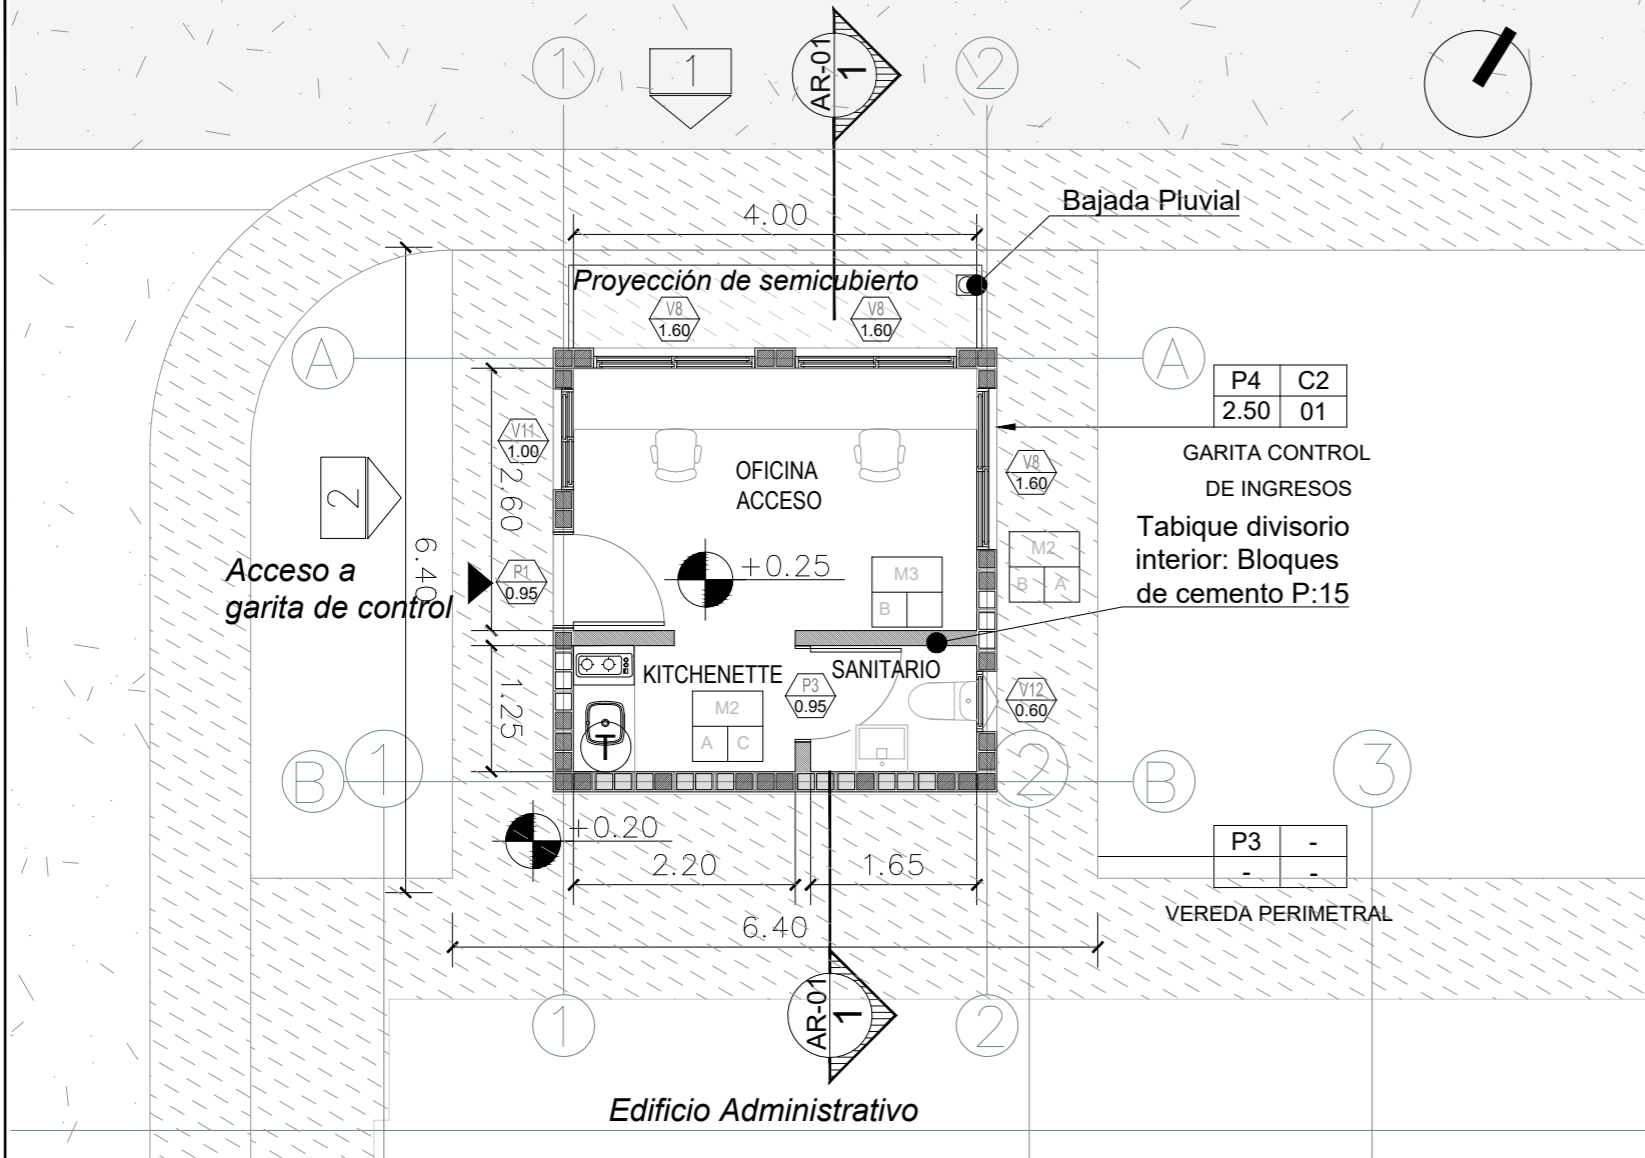 1
1
AR-01
1
2
Bajada Pluvial
4.00
Proyección de semicubierto
V8
1.60
V8
1.60
A
A
P4 C2
2.50 01
GARITA CONTROL
DE INGRESOS
V11
1.00
2.60
OFICINA
ACCESO
V8
1.60
2
6.40
Tabique divisorio
interior: Bloques
de cemento P:15
M2
B A
Acceso a
garita de control
P1
0.95
+0.25
M3
B
KITCHENETTE
SANITARIO
1.25
P3
0.95
V12
0.60
M2
A C
T
B
1
2
B
3
+0.20
2.20
1.65
P3 -
- -
VEREDA PERIMETRAL
6.40
1
AR-01
1
2
Edificio Administrativo